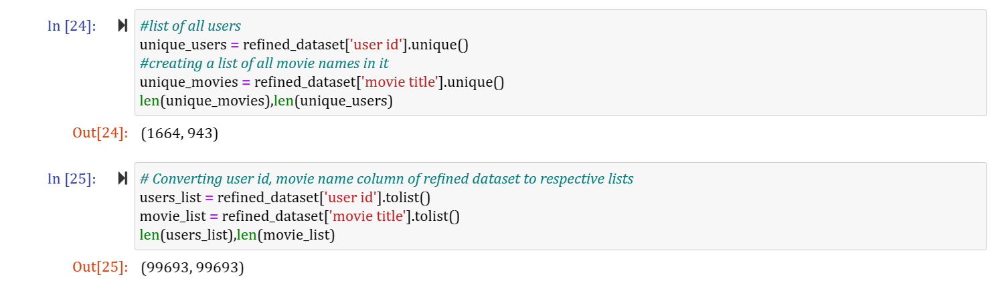 In [24]:
#list of all users
unique_users = refined_dataset['user id'].unique()
#creating a list of all movie names in it
unique_movies = refined_dataset['movie title'].unique()
len(unique_movies),len(unique_users)
Out[24]: (1664, 943)
In [25]:
# Converting user id, movie name column of refined dataset to respective lists
users_list = refined_dataset['user id'].tolist()
movie_list = refined_dataset['movie title'].tolist()
len(users_list),len(movie_list)
Out[25]: (99693, 99693)